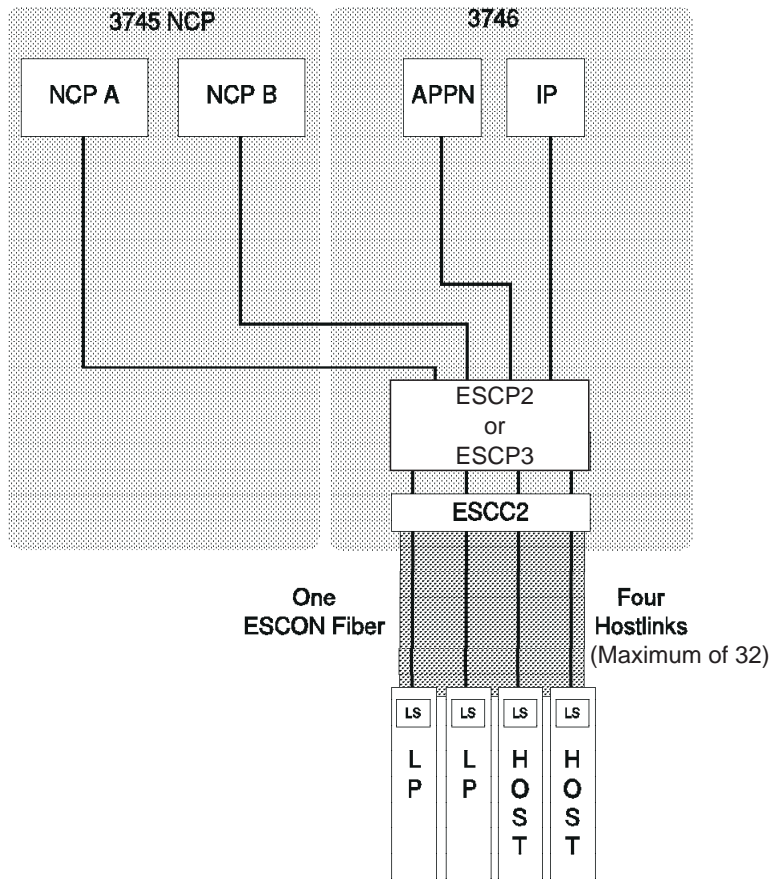 3745 NCP
3746
NCP A
NCP B
APPN
IP
ESCP2
or
ESCP3
ESCC2
One
ESCON Fiber
Four
Hostlinks
(Maximum of 32)
LS
LS
LS
LS
L
P
L
P
H
O
S
T
H
O
S
T